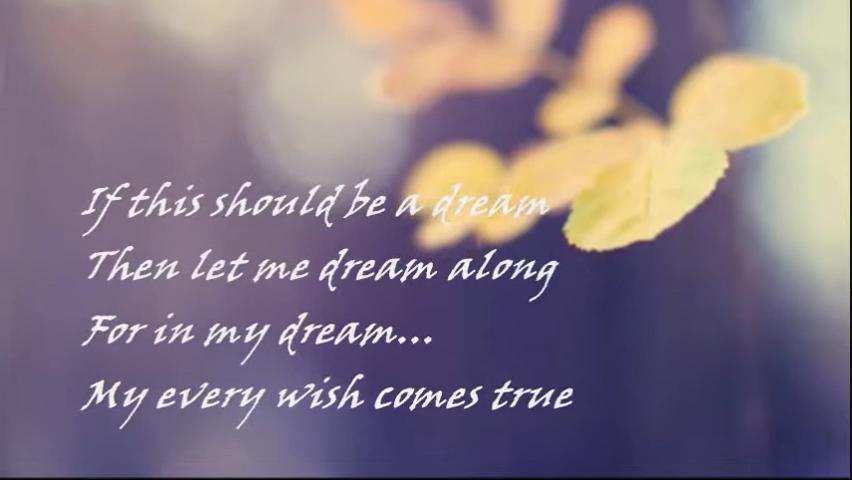 If this should be a dream
Then let me dream along
For in my dream...
My every wish comes true